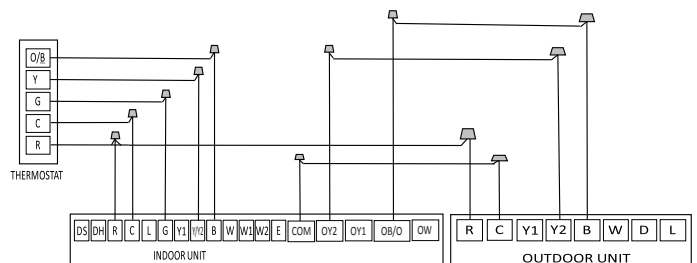 O/B
Y
G
C
R
THERMOSTAT
DS DH R C L G Y1 Y/Y2 B W W1 W2 E COM OY2 OY1 OB/O OW
INDOOR UNIT
R C Y1 Y2 B W D L
OUTDOOR UNIT